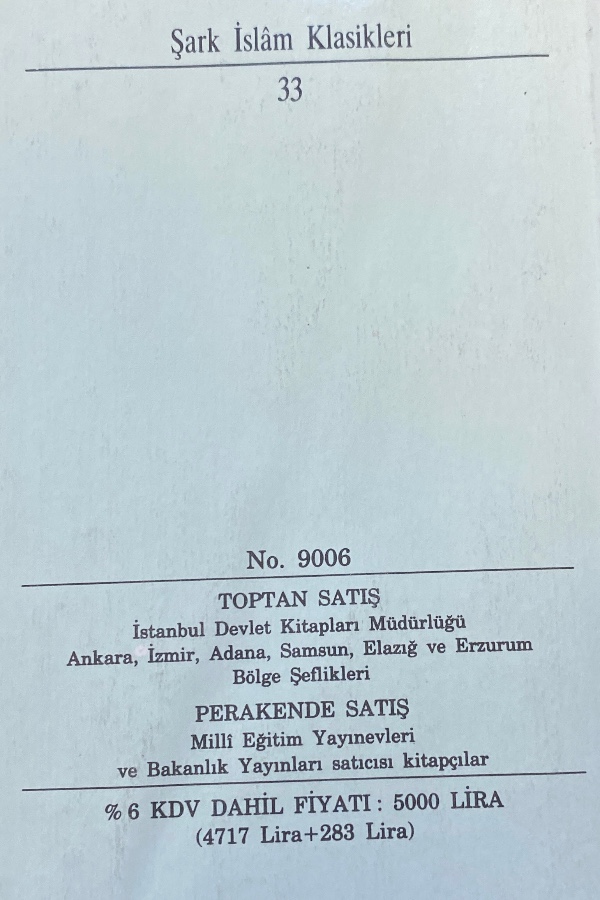 Şark İslâm Klasikleri
33
No. 9006
TOPTAN SATIŞ
İstanbul Devlet Kitapları Müdürlüğü
Ankara, İzmir, Adana, Samsun, Elazığ ve Erzurum
Bölge Şeflikleri
PERAKENDE SATIŞ
Millî Eğitim Yayınevleri
ve Bakanlık Yayınları satıcısı kitapçılar
% 6 KDV DAHİL FİYATI : 5000 LİRA
(4717 Lira+283 Lira)